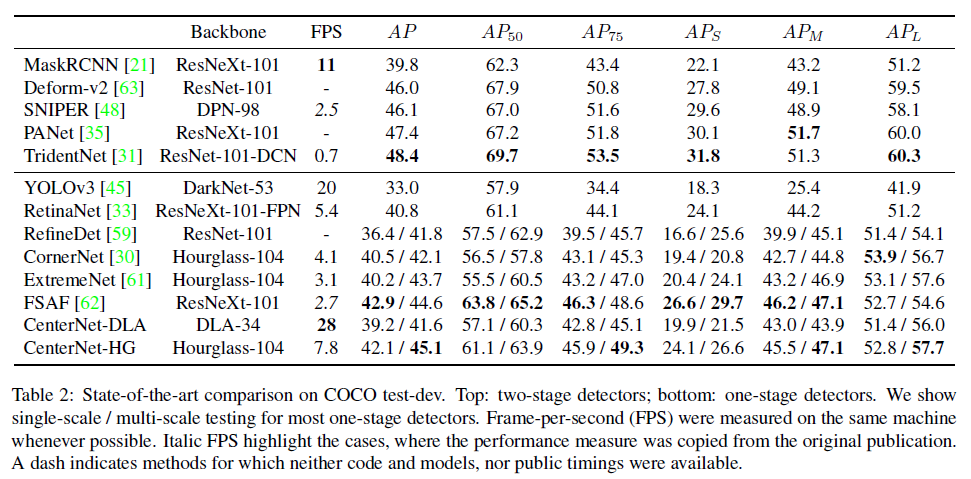 Backbone FPS AP AP50 AP75 APS APM APL
MaskRCNN [21] ResNeXt-101 11 39.8 62.3 43.4 22.1 43.2 51.2
Deform-v2 [63] ResNet-101 - 46.0 67.9 50.8 27.8 49.1 59.5
SNIPER [48] DPN-98 2.5 46.1 67.0 51.6 29.6 48.9 58.1
PANet [35] ResNeXt-101 - 47.4 67.2 51.8 30.1 51.7 60.0
TridentNet [31] ResNet-101-DCN 0.7 48.4 69.7 53.5 31.8 51.3 60.3
YOLOv3 [45] DarkNet-53 20 33.0 57.9 34.4 18.3 25.4 41.9
RetinaNet [33] ResNeXt-101-FPN 5.4 40.8 61.1 44.1 24.1 44.2 51.2
RefineDet [59] ResNet-101 - 36.4 / 41.8 57.5 / 62.9 39.5 / 45.7 16.6 / 25.6 39.9 / 45.1 51.4 / 54.1
CornerNet [30] Hourglass-104 4.1 40.5 / 42.1 56.5 / 57.8 43.1 / 45.3 19.4 / 20.8 42.7 / 44.8 53.9 / 56.7
ExtremeNet [61] Hourglass-104 3.1 40.2 / 43.7 55.5 / 60.5 43.2 / 47.0 20.4 / 24.1 43.2 / 46.9 53.1 / 57.6
FSAF [62] ResNeXt-101 2.7 42.9 / 44.6 63.8 / 65.2 46.3 / 48.6 26.6 / 29.7 46.2 / 47.1 52.7 / 54.6
CenterNet-DLA DLA-34 28 39.2 / 41.6 57.1 / 60.3 42.8 / 45.1 19.9 / 21.5 43.0 / 43.9 51.4 / 56.0
CenterNet-HG Hourglass-104 7.8 42.1 / 45.1 61.1 / 63.9 45.9 / 49.3 24.1 / 26.6 45.5 / 47.1 52.8 / 57.7
Table 2: State-of-the-art comparison on COCO test-dev. Top: two-stage detectors; bottom: one-stage detectors. We show
single-scale / multi-scale testing for most one-stage detectors. Frame-per-second (FPS) were measured on the same machine
whenever possible. Italic FPS highlight the cases, where the performance measure was copied from the original publication.
A dash indicates methods for which neither code and models, nor public timings were available.